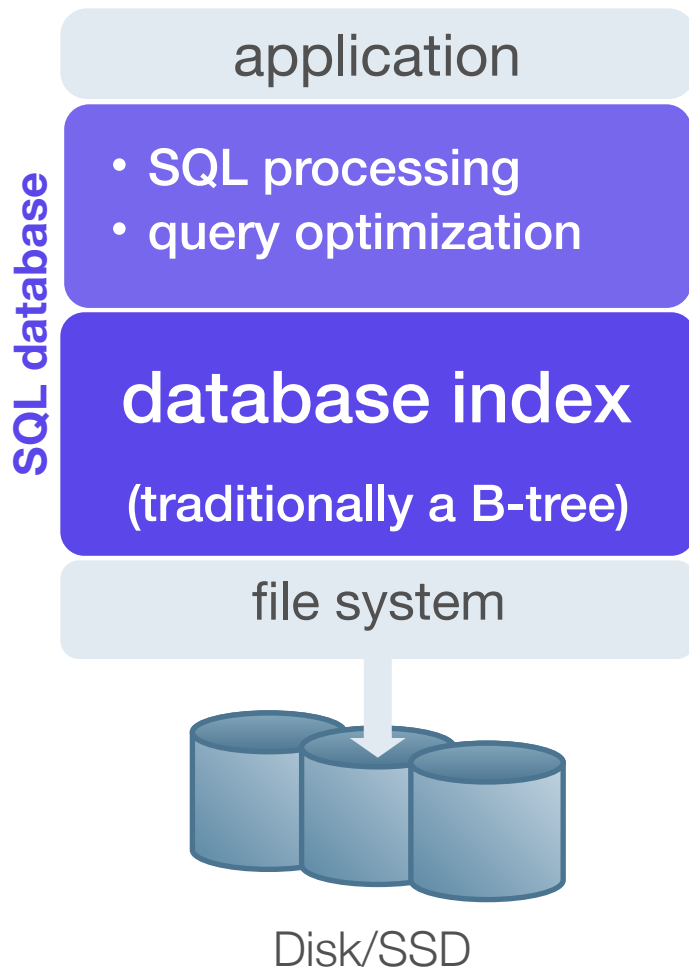 application
SQL database
• SQL processing
• query optimization
database index
(traditionally a B-tree)
file system
Disk/SSD